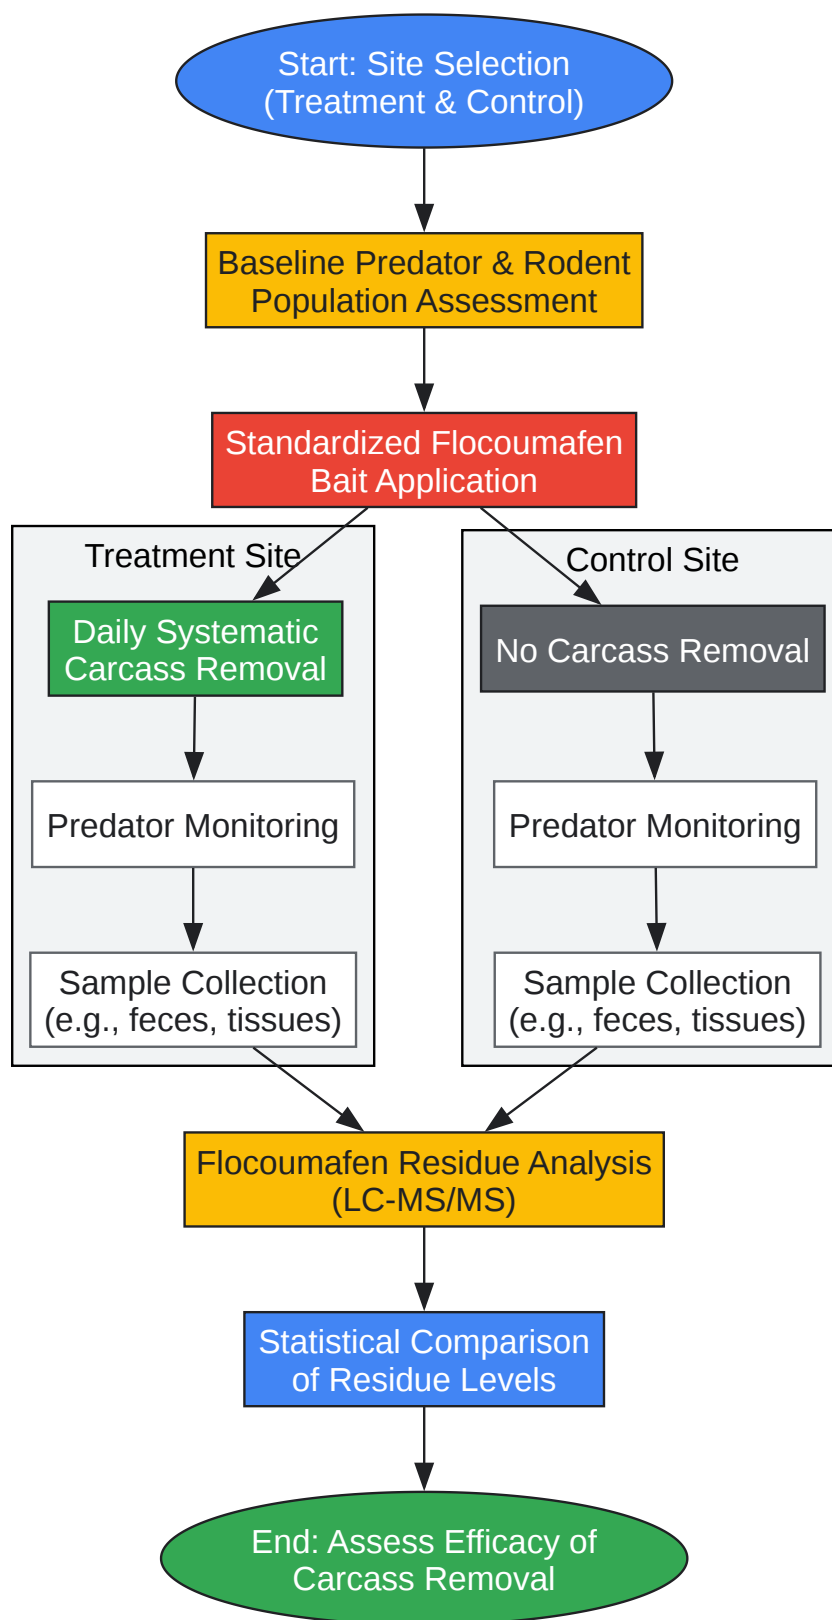 Start: Site Selection
(Treatment & Control)
Baseline Predator & Rodent
Population Assessment
Standardized Flocoumafen
Bait Application
Treatment Site
Daily Systematic
Carcass Removal
Predator Monitoring
Sample Collection
(e.g., feces, tissues)
Control Site
No Carcass Removal
Predator Monitoring
Sample Collection
(e.g., feces, tissues)
Flocoumafen Residue Analysis
(LC-MS/MS)
Statistical Comparison
of Residue Levels
End: Assess Efficacy of
Carcass Removal